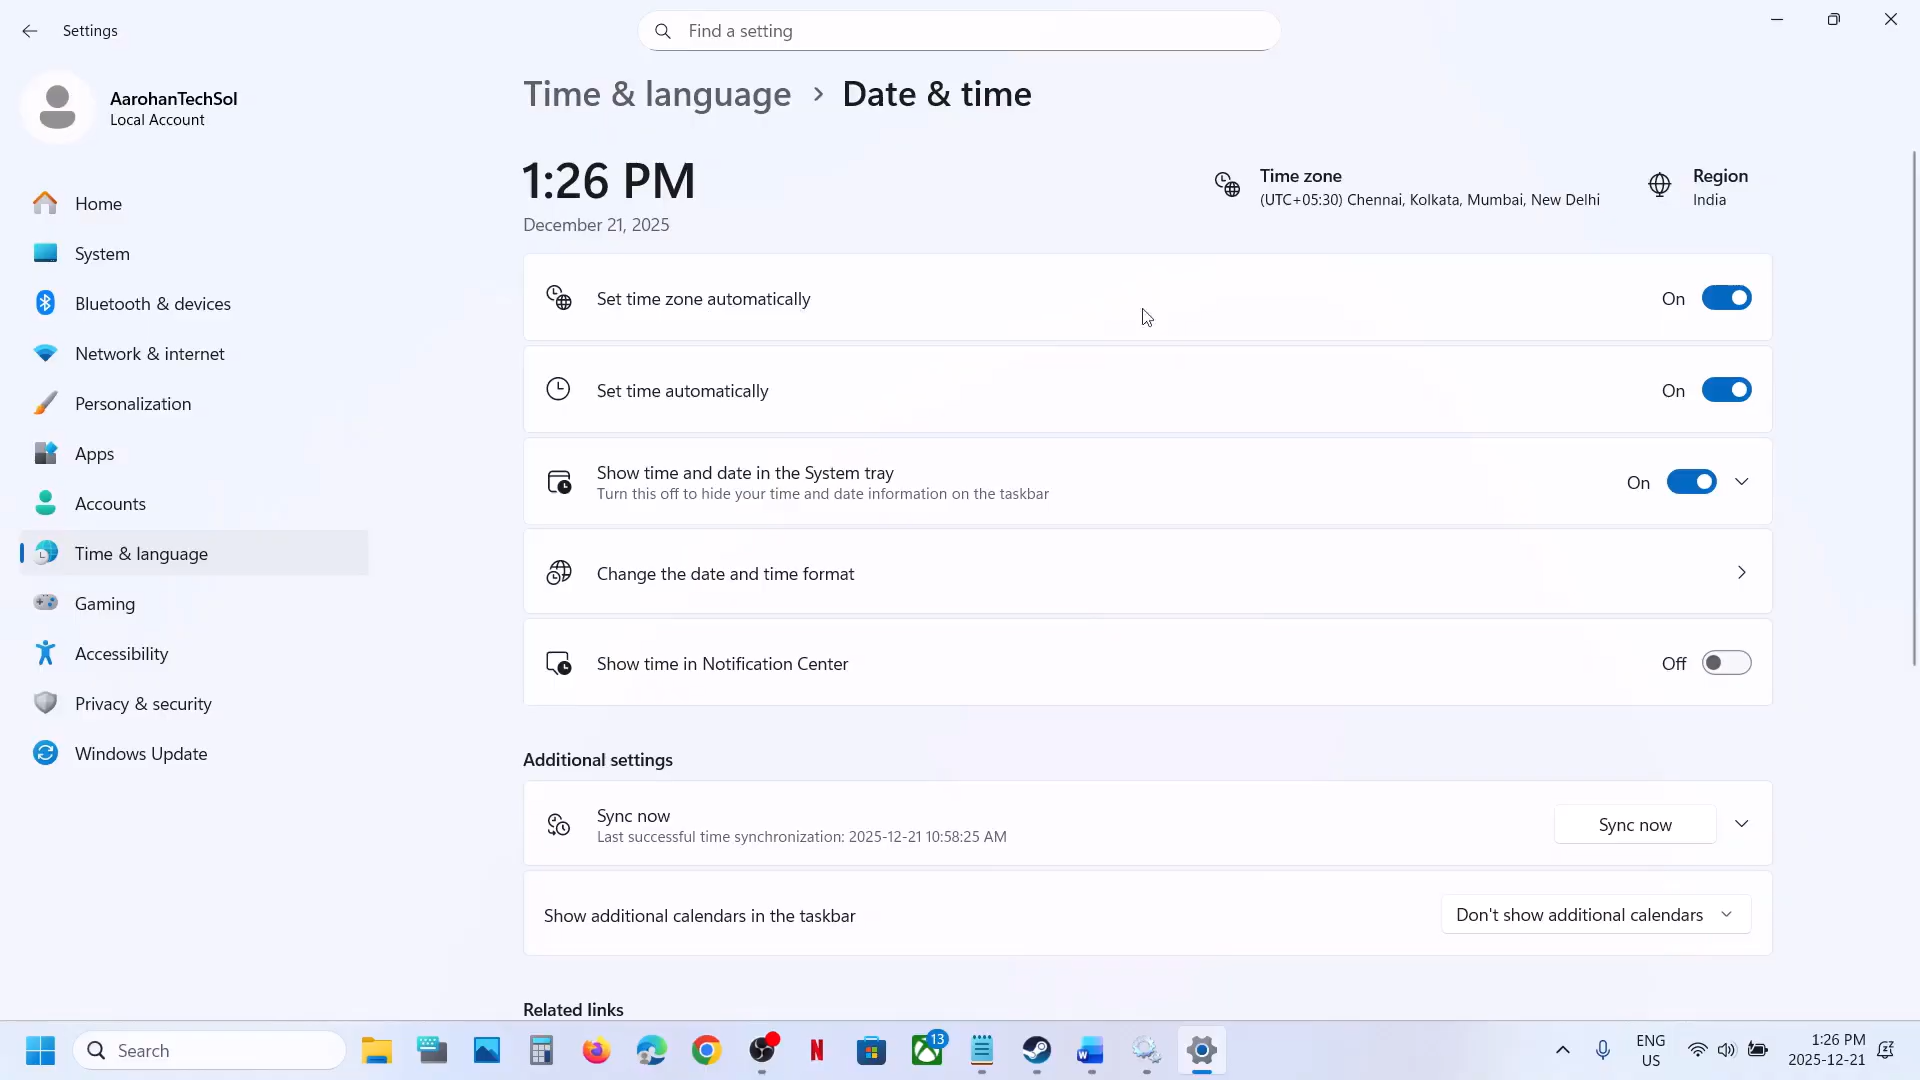 Settings
Find a setting
AarohanTechSol
Local Account
Home
System
Bluetooth & devices
Network & internet
Personalization
Apps
Accounts
Time & language
Gaming
Accessibility
Privacy & security
Windows Update
Time & language > Date & time
1:26 PM
December 21, 2025
Time zone
(UTC+05:30) Chennai, Kolkata, Mumbai, New Delhi
Region
India
Set time zone automatically
On
Set time automatically
On
Show time and date in the System tray
Turn this off to hide your time and date information on the taskbar
On
Change the date and time format
Show time in Notification Center
Off
Additional settings
Sync now
Last successful time synchronization: 2025-12-21 10:58:25 AM
Sync now
Show additional calendars in the taskbar
Don't show additional calendars
Related links
Search
N
13
W
ENG
US
1:26 PM
2025-12-21